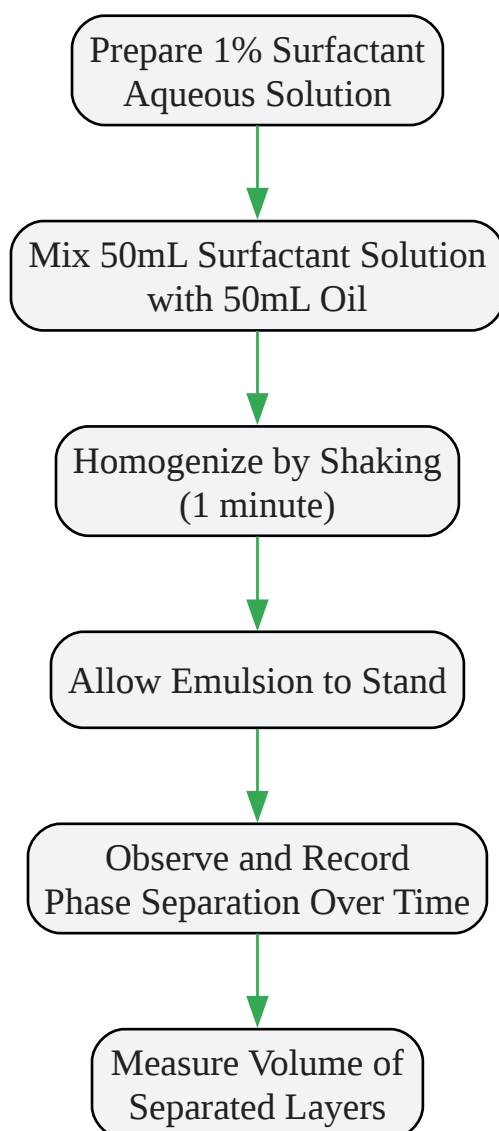 Prepare 1% Surfactant
Aqueous Solution
Mix 50mL Surfactant Solution
with 50mL Oil
Homogenize by Shaking
(1 minute)
Allow Emulsion to Stand
Observe and Record
Phase Separation Over Time
Measure Volume of
Separated Layers